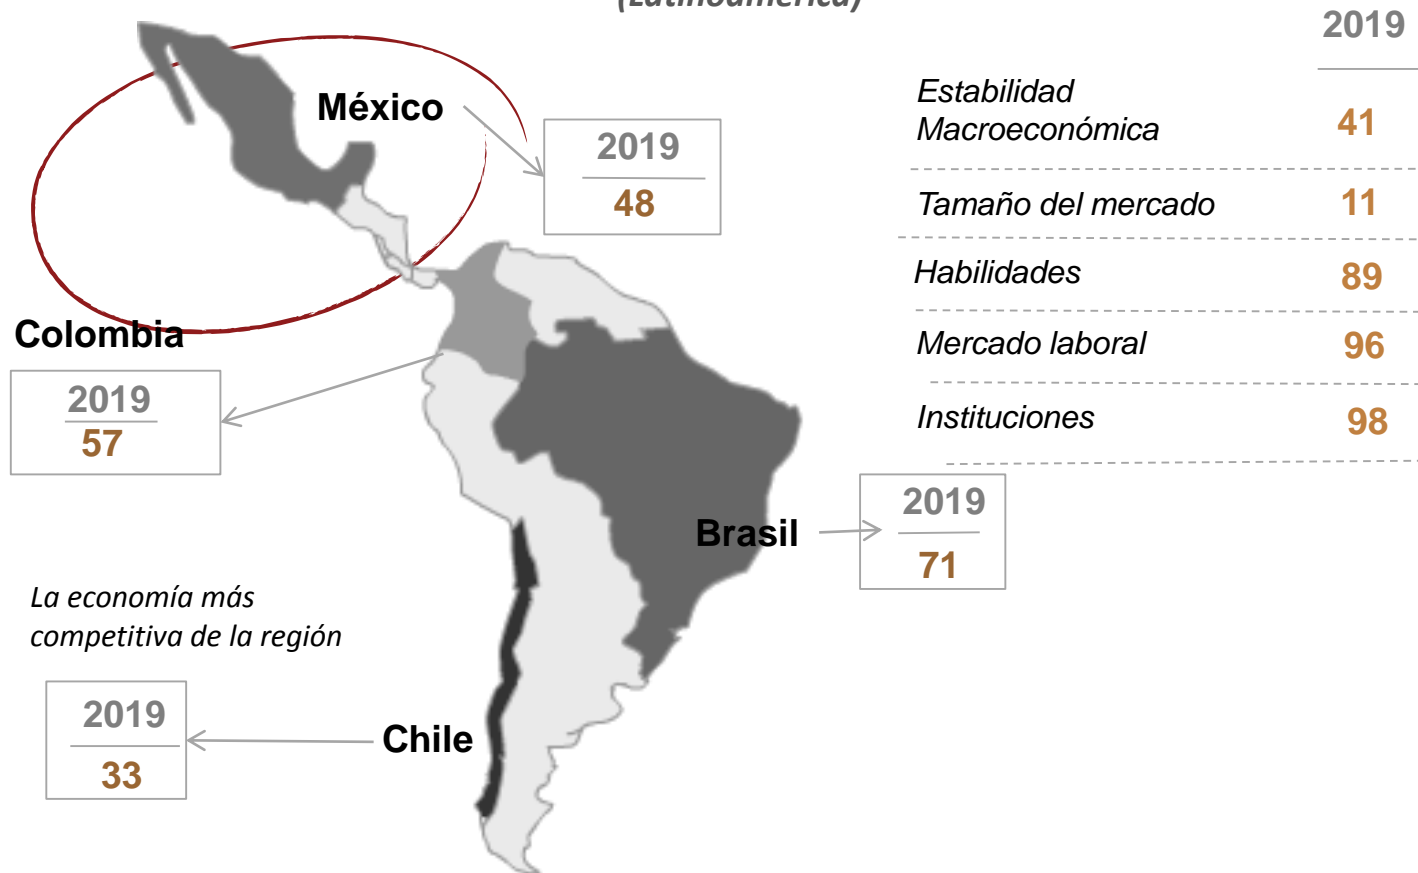 (Latinoamérica)
2019
Estabilidad
Macroeconómica
41
Tamaño del mercado
11
Habilidades
89
Mercado laboral
96
Instituciones
98
México
2019
48
Colombia
2019
57
Brasil
2019
71
La economía más
competitiva de la región
2019
33
Chile